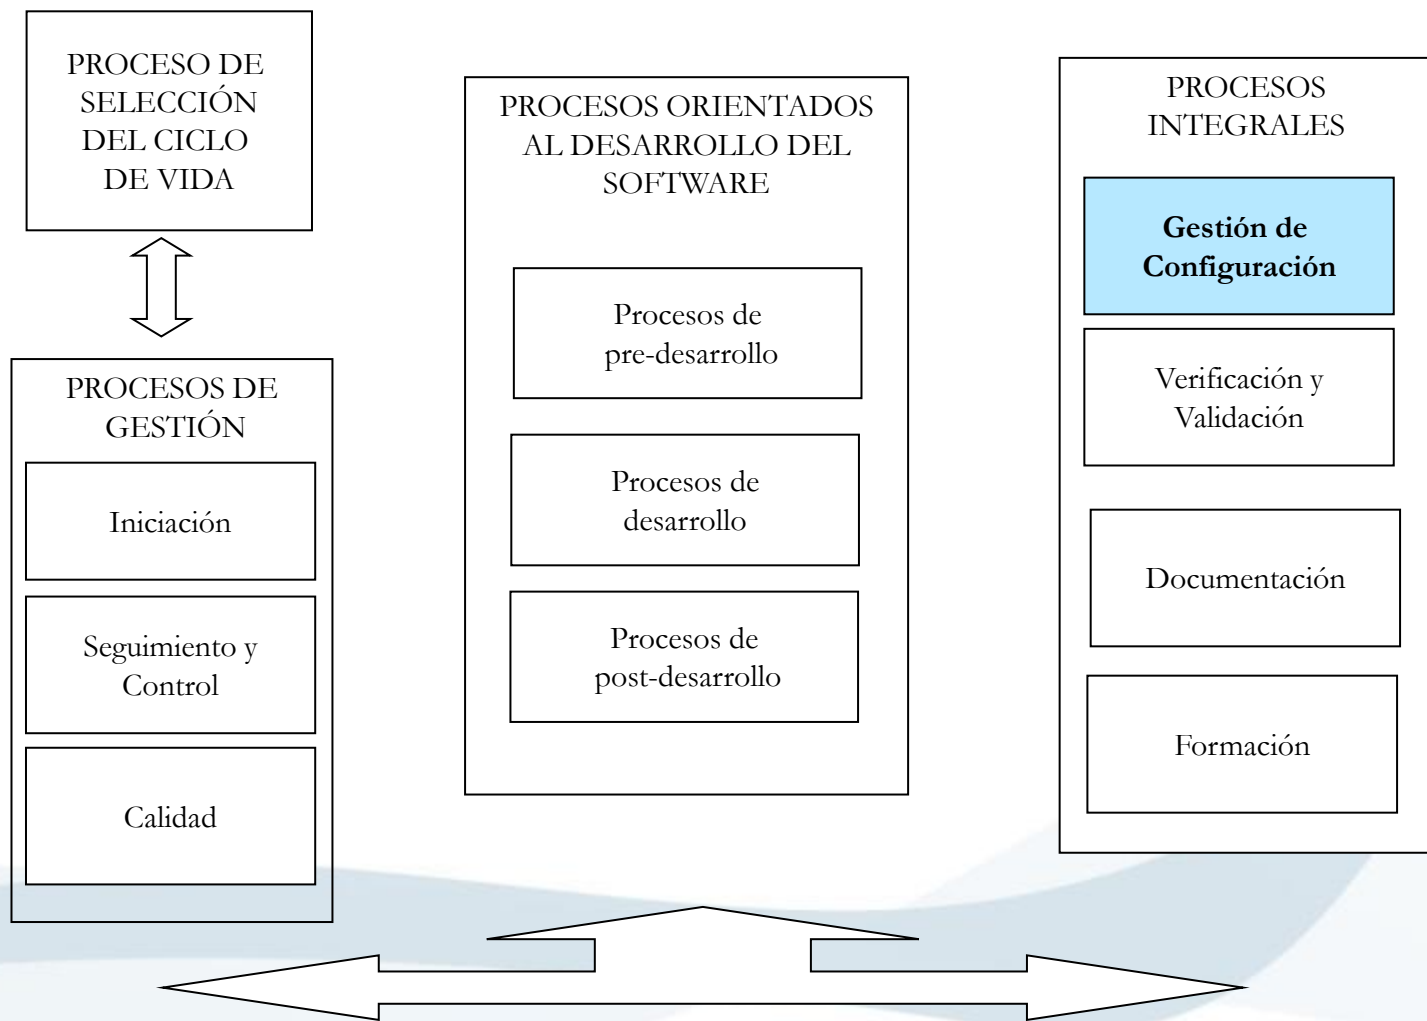 PROCESO DE
SELECCIÓN
DEL CICLO
DE VIDA
PROCESOS DE
GESTIÓN
Iniciación
Seguimiento y
Control
Calidad
PROCESOS ORIENTADOS
AL DESARROLLO DEL
SOFTWARE
Procesos de
pre-desarrollo
Procesos de
desarrollo
Procesos de
post-desarrollo
PROCESOS
INTEGRALES
Gestión de
Configuración
Verificación y
Validación
Documentación
Formación